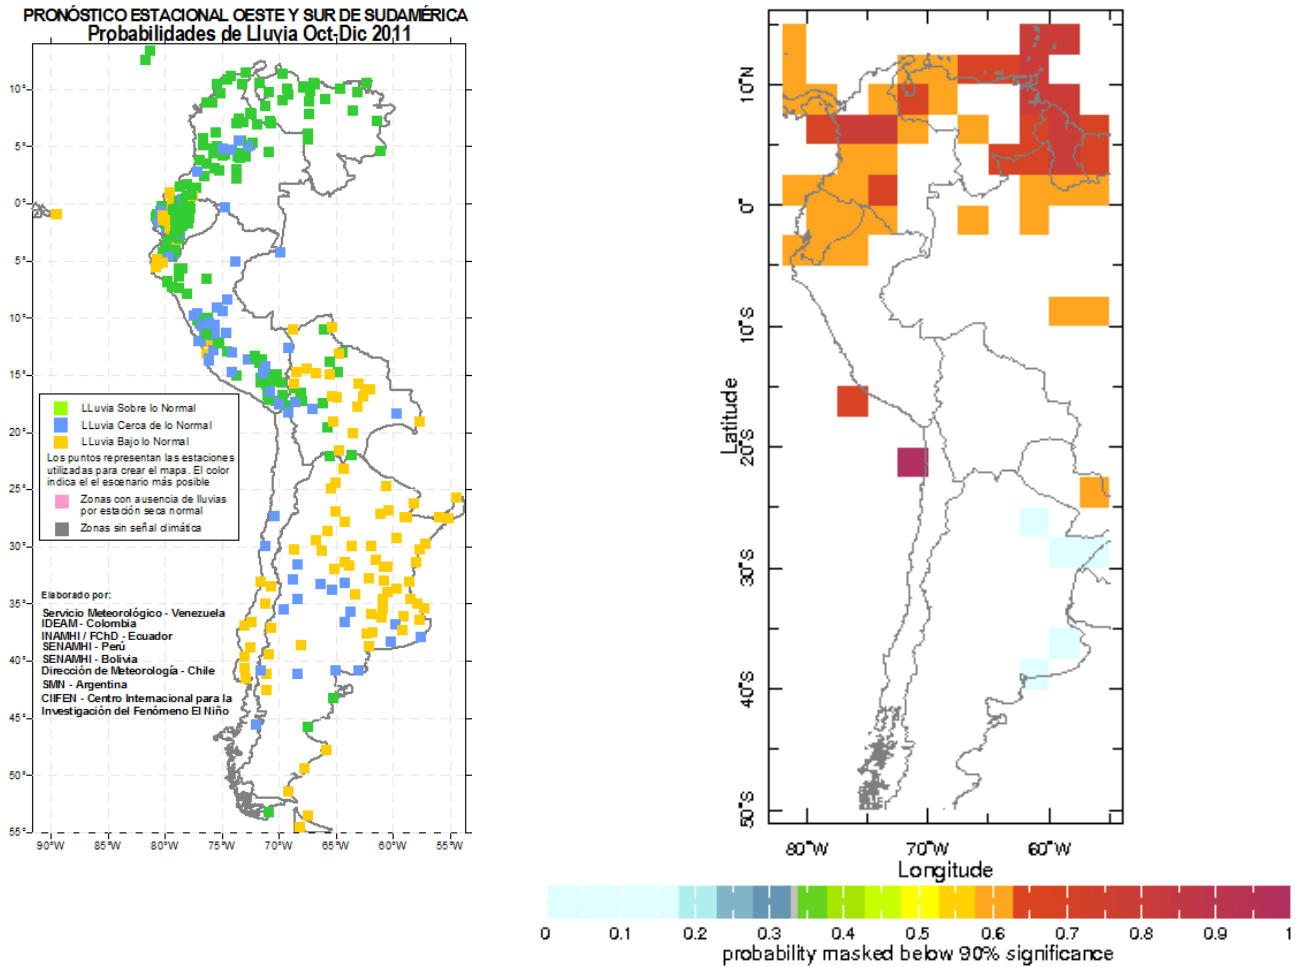 PRONÓSTICO ESTACIONAL OESTE Y SUR DE SUDAMÉRICA
Probabilidades de Lluvia Oct-Dic 2011
10°
5°
0°
5°
10°
15°
20°
25°
30°
35°
40°
45°
50°
55°
90°W
85°W
80°W
75°W
70°W
65°W
60°W
55°W
LLuvia Sobre lo Normal
LLuvia Cerca de lo Normal
LLuvia Bajo lo Normal
Los puntos representan las estaciones
utilizadas para crear el mapa. El color
indica el el escenario más posible
Zonas con ausencia de lluvias
por estación seca normal
Zonas sin señal climática
Elaborado por:
Servicio Meteorológico - Venezuela
IDEAM - Colombia
INAMHI / FChD - Ecuador
SENAMHI - Perú
SENAMHI - Bolivia
Dirección de Meteorología - Chile
SMN - Argentina
CIIFEN - Centro Internacional para la
Investigación del Fenómeno El Niño
10°N
0°
10°S
20°S
30°S
40°S
50°S
Latitude
80°W
70°W
60°W
Longitude
0
0.1
0.2
0.3
0.4
0.5
0.6
0.7
0.8
0.9
1
probability masked below 90% significance